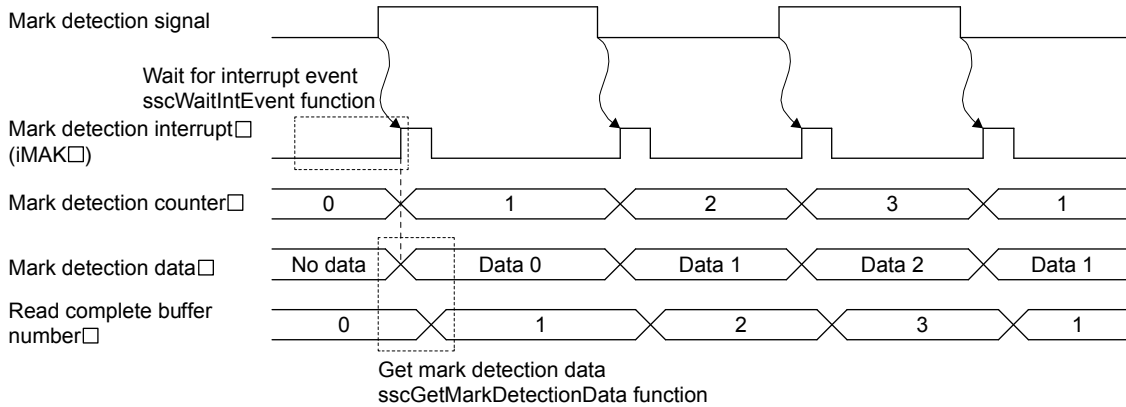 Mark detection signal
Wait for interrupt event
sscWaitIntEvent function
Mark detection interrupt□
(iMAK□)
Mark detection counter□
0 1 2 3 1
Mark detection data□
No data Data 0 Data 1 Data 2 Data 1
Read complete buffer
number□
0 1 2 3 1
Get mark detection data
sscGetMarkDetectionData function